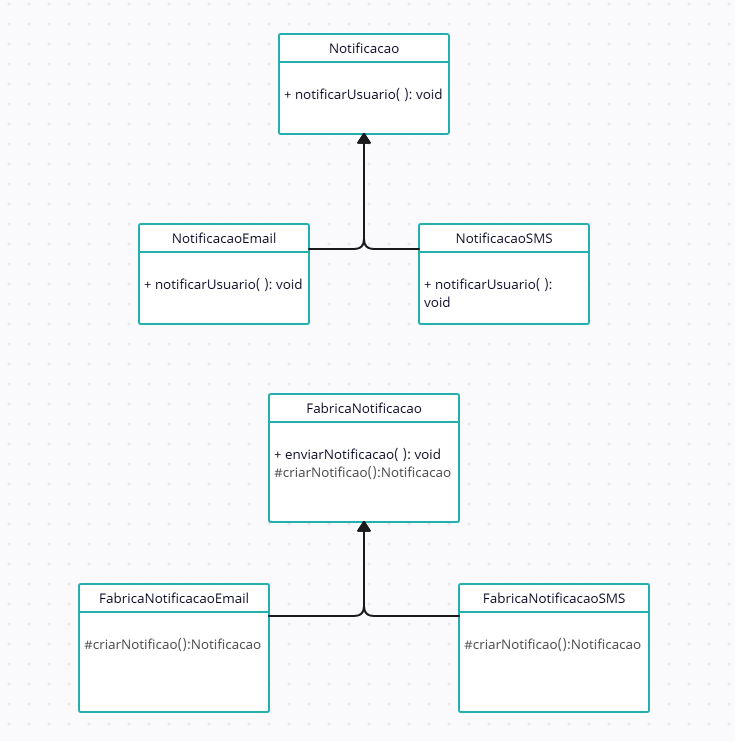 Notificacao
+ notificarUsuario( ): void
NotificacaoEmail
+ notificarUsuario( ): void
NotificacaoSMS
+ notificarUsuario( ):
void
FabricaNotificacao
+ enviarNotificacao( ): void
#criarNotificao():Notificacao
FabricaNotificacaoEmail
#criarNotificao():Notificacao
FabricaNotificacaoSMS
#criarNotificao():Notificacao